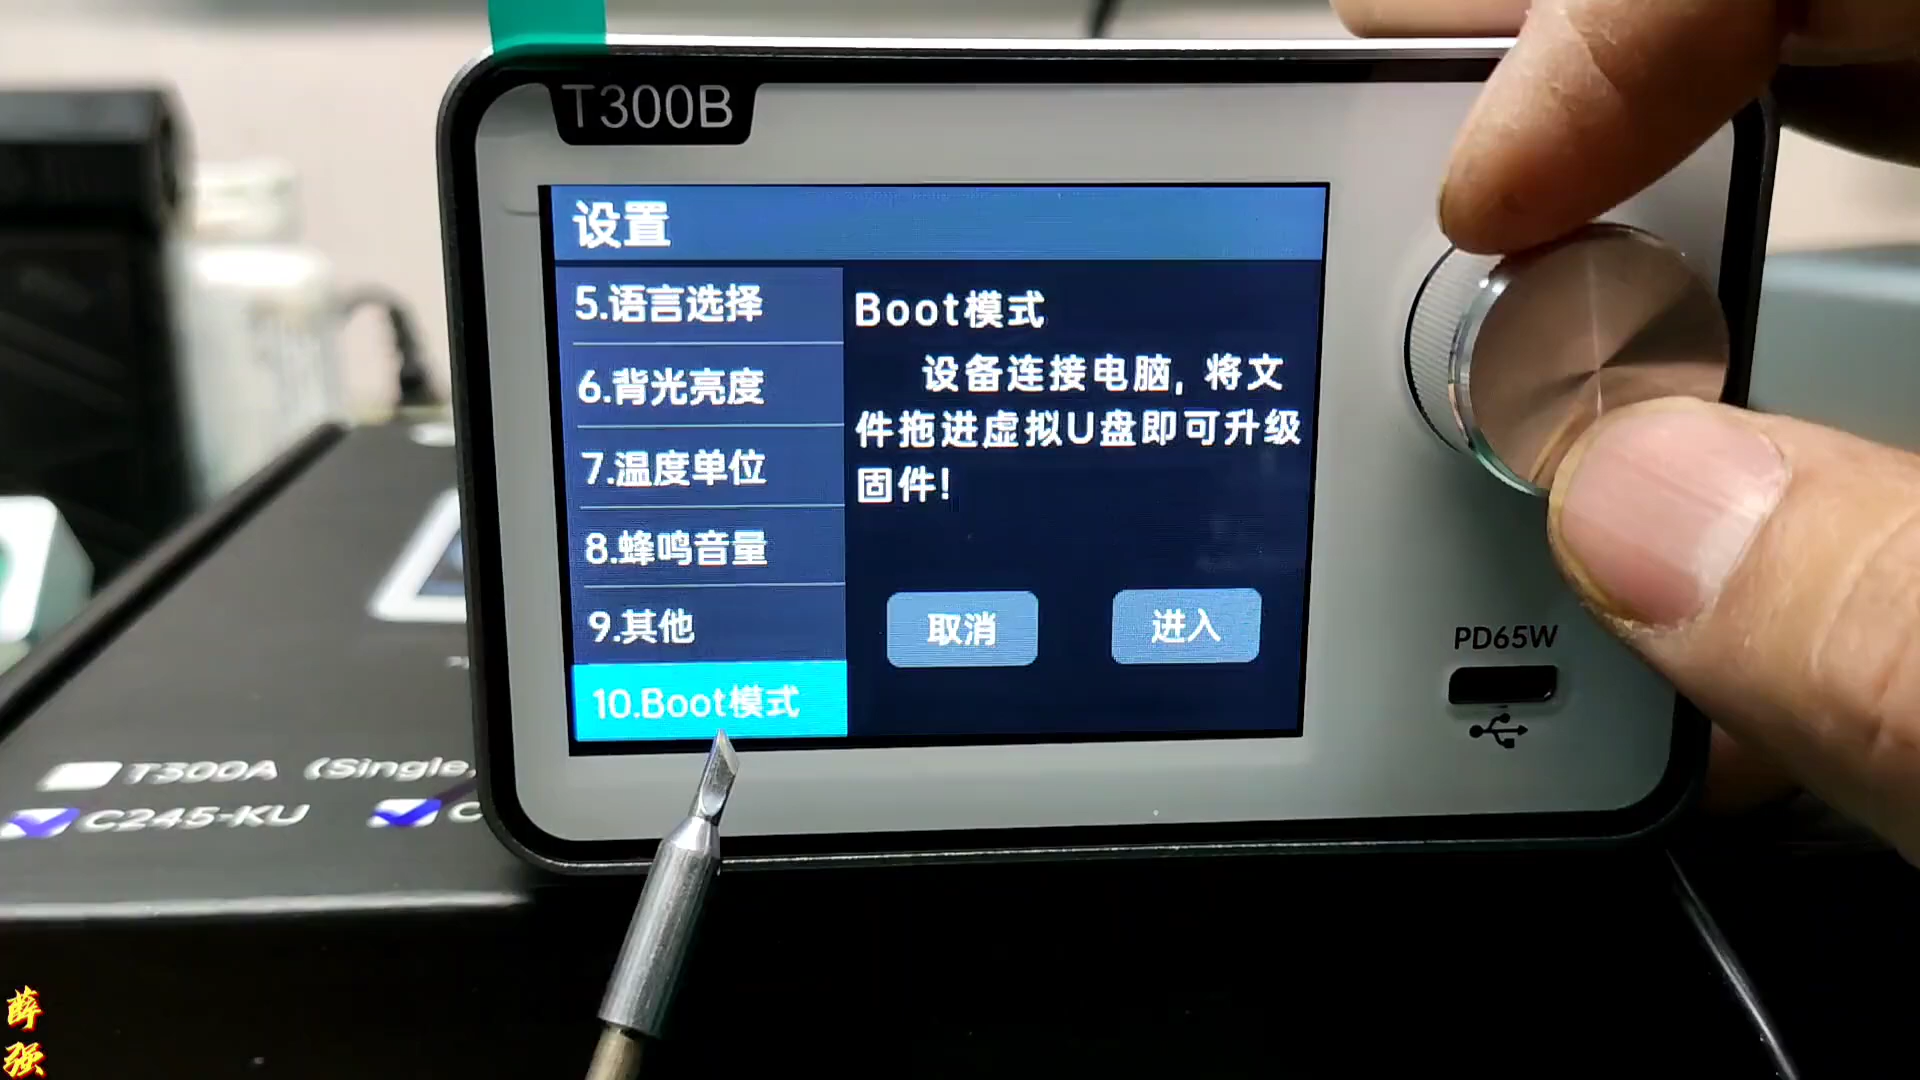 T300B
设置
5.语言选择
6.背光亮度
7.温度单位
8.蜂鸣音量
9.其他
10.Boot模式
Boot模式
设备连接电脑, 将文
件拖进虚拟U盘即可升级
固件!
取消
进入
PD65W
T300A (Single,
C245-KU
C
薛
强